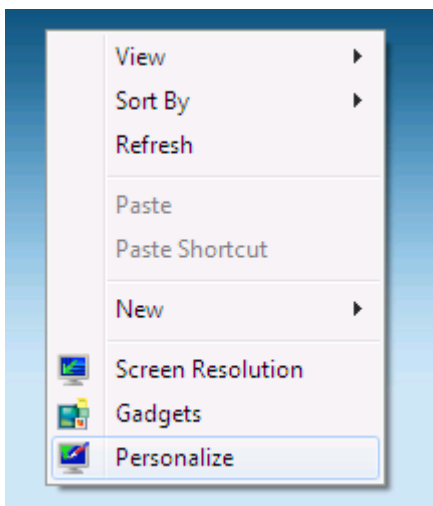 View
Sort By
Refresh
Paste
Paste Shortcut
New
Screen Resolution
Gadgets
Personalize